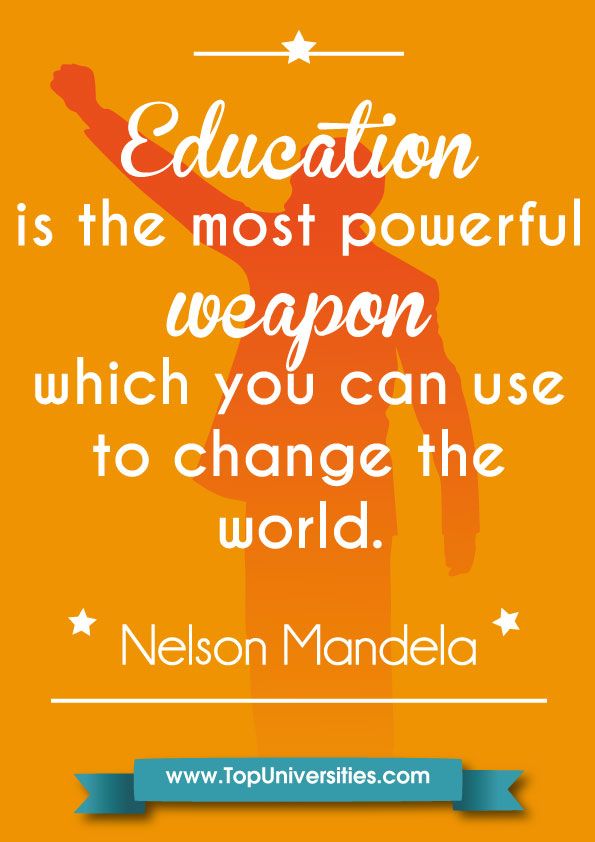 Education
is the most powerful
weapon
which you can use
to change the
world.
Nelson Mandela
www.TopUniversities.com